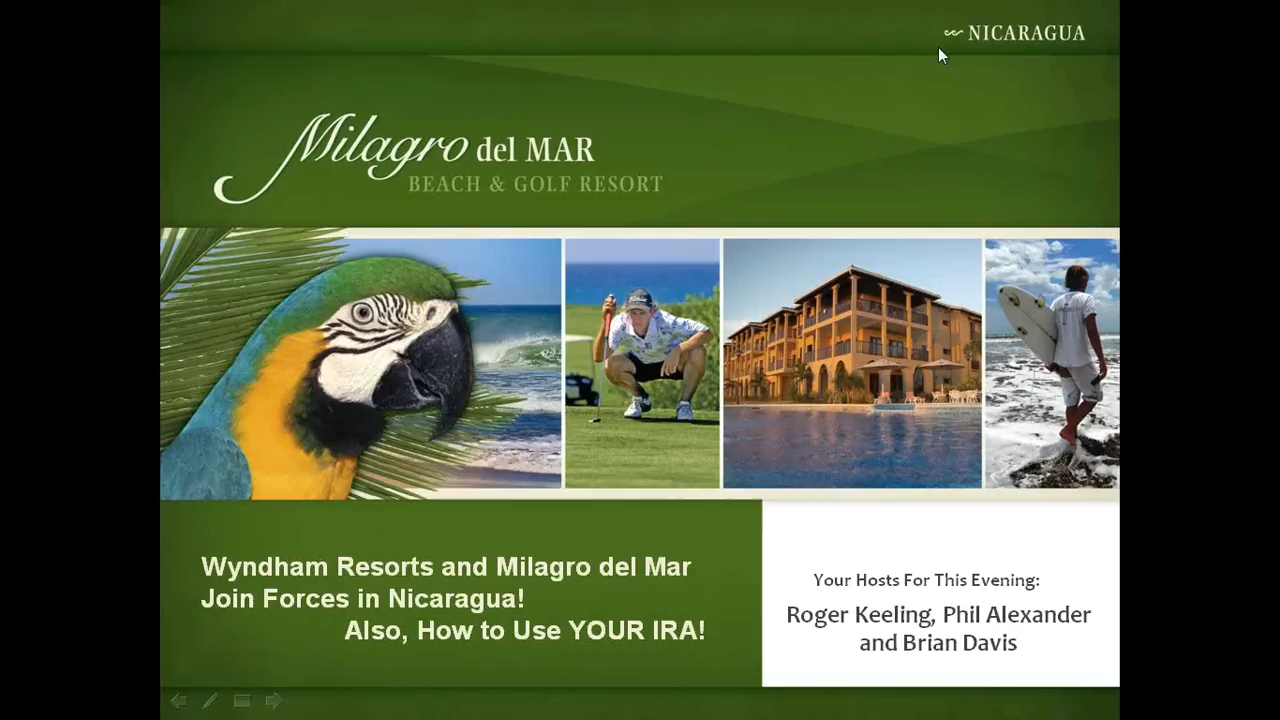 NICARAGUA
Milagro del MAR
BEACH & GOLF RESORT
Wyndham Resorts and Milagro del Mar
Join Forces in Nicaragua!
Also, How to Use YOUR IRA!
Your Hosts For This Evening:
Roger Keeling, Phil Alexander
and Brian Davis